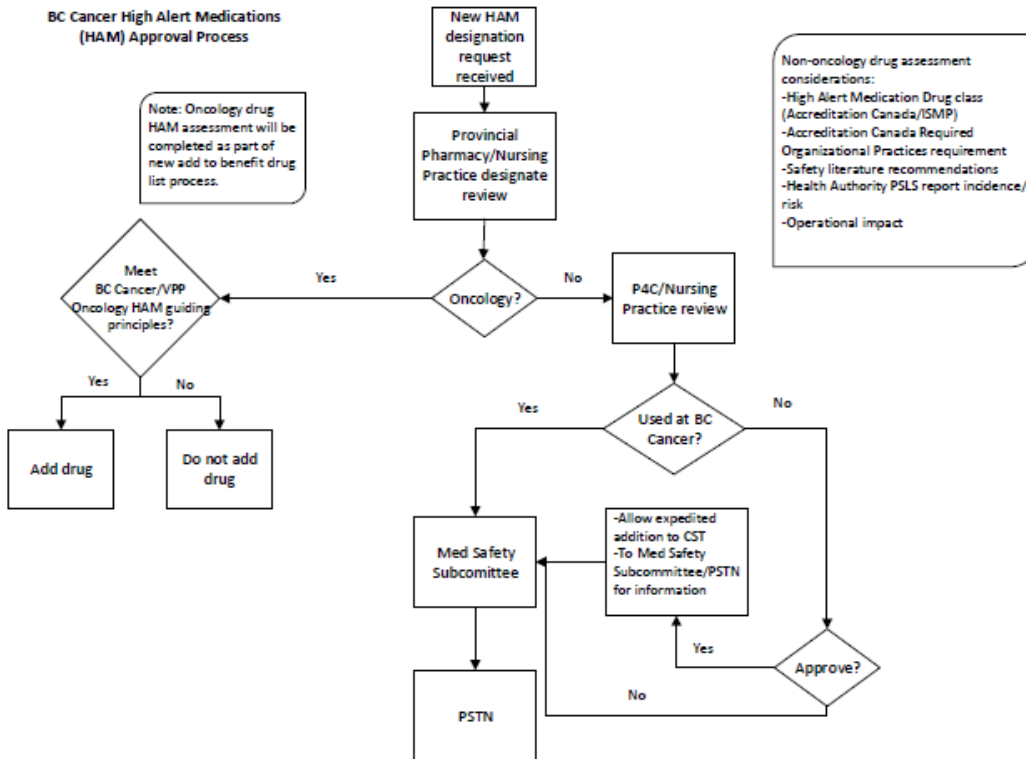 BC Cancer High Alert Medications
(HAM) Approval Process
New HAM
designation
request
received
Note: Oncology drug
HAM assessment will be
completed as part of
new add to benefit drug
list process.
Non-oncology drug assessment
considerations:
-High Alert Medication Drug class
(Accreditation Canada/ISMP)
-Accreditation Canada Required
Organizational Practices requirement
-Safety literature recommendations
-Health Authority PSLS report incidence/
risk
-Operational impact
Provincial
Pharmacy/Nursing
Practice designate
review
Meet
BC Cancer/VPP
Oncology HAM guiding
principles?
Yes
Oncology?
No
P4C/Nursing
Practice review
Yes
No
Add drug
Do not add
drug
Yes
Used at BC
Cancer?
No
Med Safety
Subcomittee
-Allow expedited
addition to CST
-To Med Safety
Subcommittee/PSTN
for information
Yes
Approve?
No
PSTN